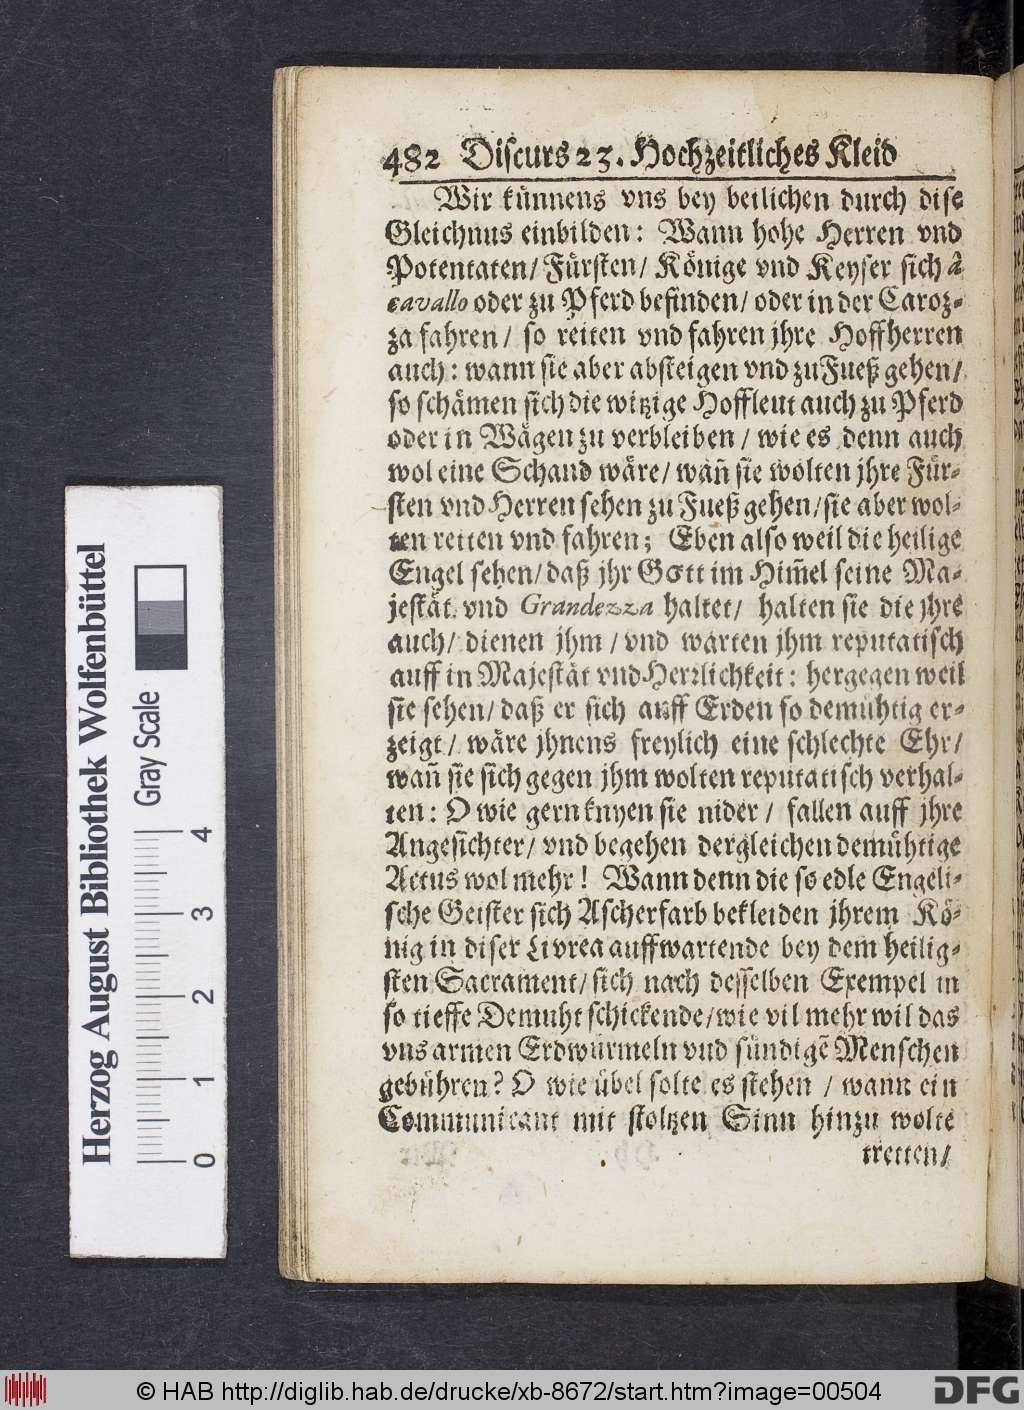 482 Discurs 23. Hochzeitliches Kleid
Wir künnens vns bey beilichen durch dise
Gleichnus einbilden: Wann hohe Herren vnd
Potentaten/ Fürsten/ Könige vnd Keyser sich â
cavallo oder zu Pferd befinden/ oder in der Caroz-
za fahren/ so reiten vnd fahren jhre Hoffherren
auch: wann sie aber absteigen vnd zu Fueß gehen/
so schämen sich die witzige Hoffleut auch zu Pferd
oder in Wägen zu verbleiben/ wie es denn auch
wol eine Schand wäre/ wañ sie wolten jhre Für-
sten vnd Herren sehen zu Fueß gehen/ sie aber wol-
ten reiten vnd fahren; Eben also weil die heilige
Engel sehen/ daß jhr Gott im Him̃el seine Ma-
jestät vnd Grandezza haltet/ halten sie die jhre
auch/ dienen jhm/ vnd warten jhm reputatisch
auff in Majestät vnd Herrlichkeit: hergegen weil
sie sehen/ daß er sich auff Erden so demühtig er-
zeigt/ wäre jhnens freylich eine schlechte Ehr/
wañ sie sich gegen jhm wolten reputatisch verhal-
ten: O wie gern knyen sie nider/ fallen auff jhre
Angesichter/ vnd begehen dergleichen demühtige
Actus wol mehr! Wann denn die so edle Engeli-
sche Geister sich Ascherfarb bekleiden jhrem Kö-
nig in diser Livrea auffwartende bey dem heilig-
sten Sacrament/ sich nach desselben Exempel in
so tieffe Demuht schickende/ wie vil mehr wil das
vns armen Erdwürmeln vnd sündigẽ Menschen
gebühren? O wie übel solte es stehen/ wann ein
Communicant mit stoltzen Sinn hinzu wolte
tretten/
Herzog August Bibliothek Wolfenbüttel
Gray Scale
0 1 2 3 4
© HAB http://diglib.hab.de/drucke/xb-8672/start.htm?image=00504
DFG